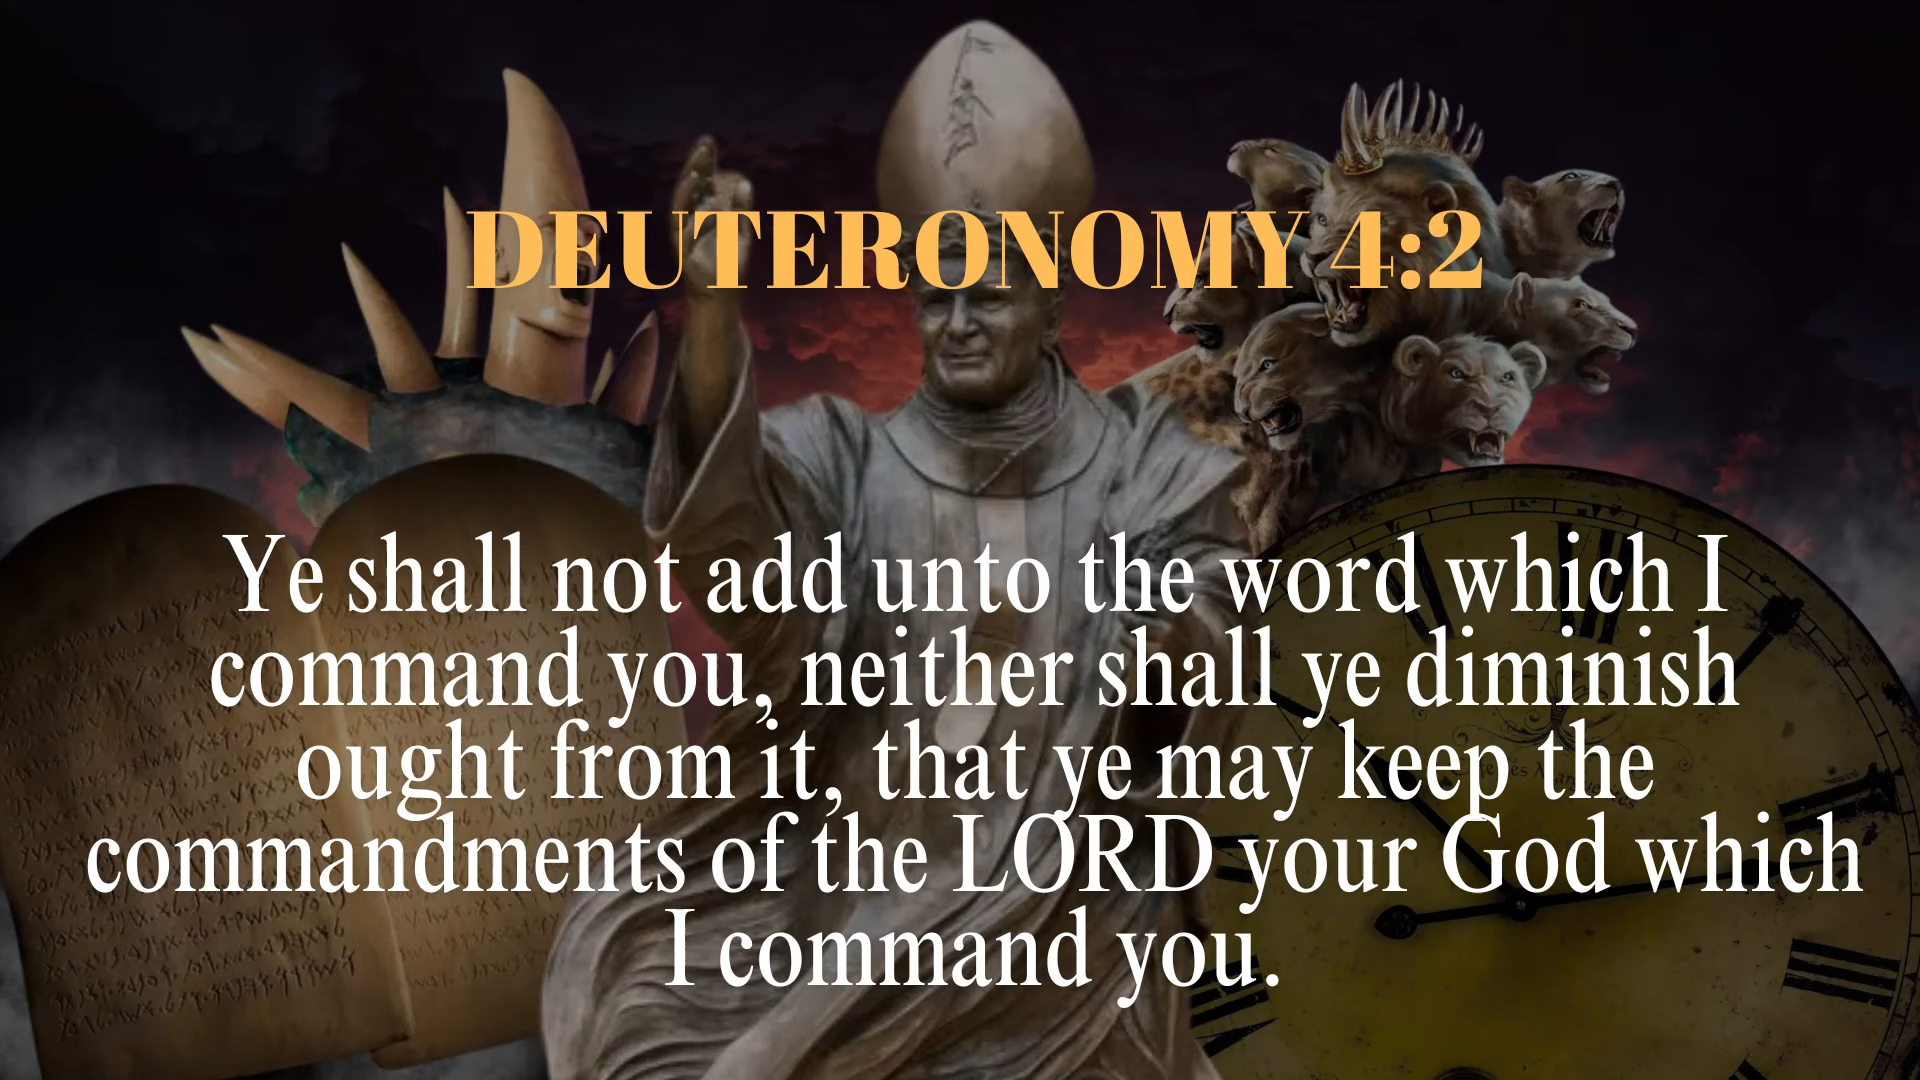 DEUTERONOMY 4:2
Ye shall not add unto the word which I
command you, neither shall ye diminish
ought from it, that ye may keep the
commandments of the LORD your God which
I command you.